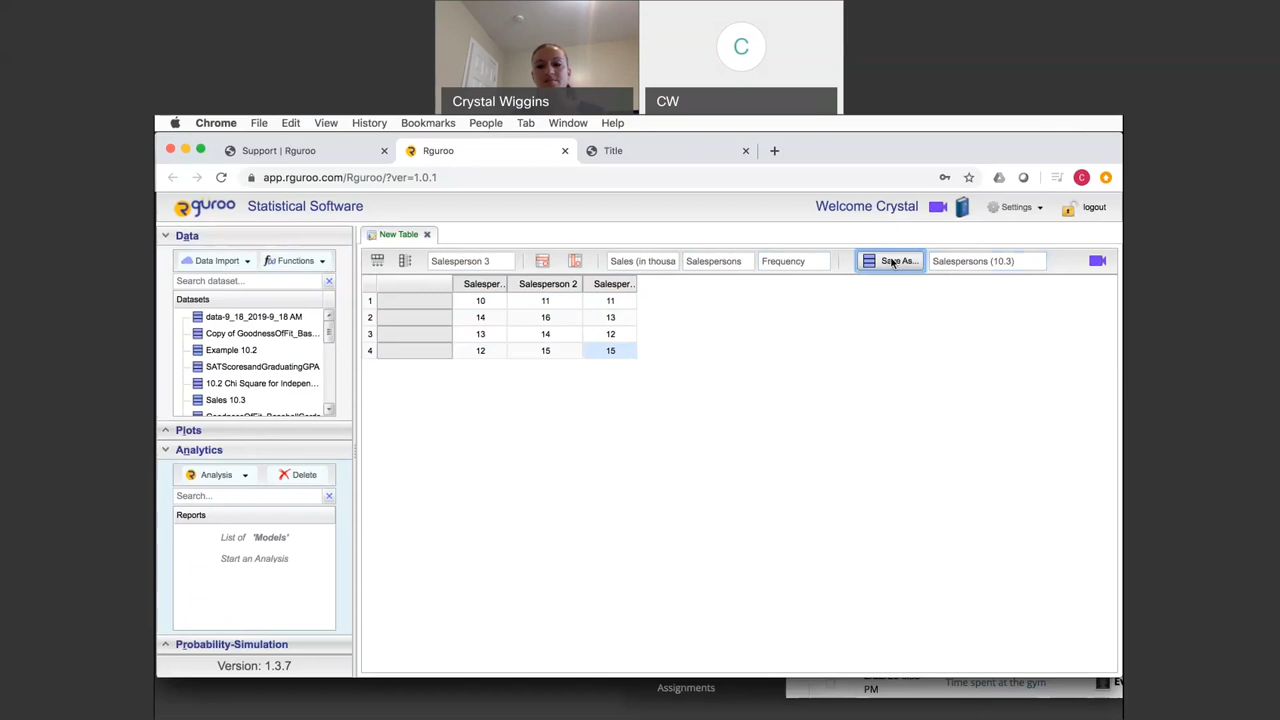 C
Crystal Wiggins
CW
Chrome File Edit View History Bookmarks People Tab Window Help
Support | Rguroo
Rguroo
Title
app.rguroo.com/Rguroo/?ver=1.0.1
C
Rguroo Statistical Software
Welcome Crystal
Settings
logout
Data
New Table
Data Import
f(x) Functions
Salesperson 3
Sales (in thousa
Salespersons
Frequency
Save As...
Salespersons (10.3)
Search dataset...
Datasets
data-9_18_2019-9_18 AM
Copy of GoodnessOfFit_Bas...
Example 10.2
SATScoresandGraduatingGPA
10.2 Chi Square for Indepen...
Sales 10.3
GoodnessOfFit_BaseballCards
Salesper... Salesperson 2 Salesper...
1 10 11 11
2 14 16 13
3 13 14 12
4 12 15 15
Plots
Analytics
Analysis
Delete
Search...
Reports
List of 'Models'
Start an Analysis
Probability-Simulation
Version: 1.3.7
Assignments
PM
Time spent at the gym